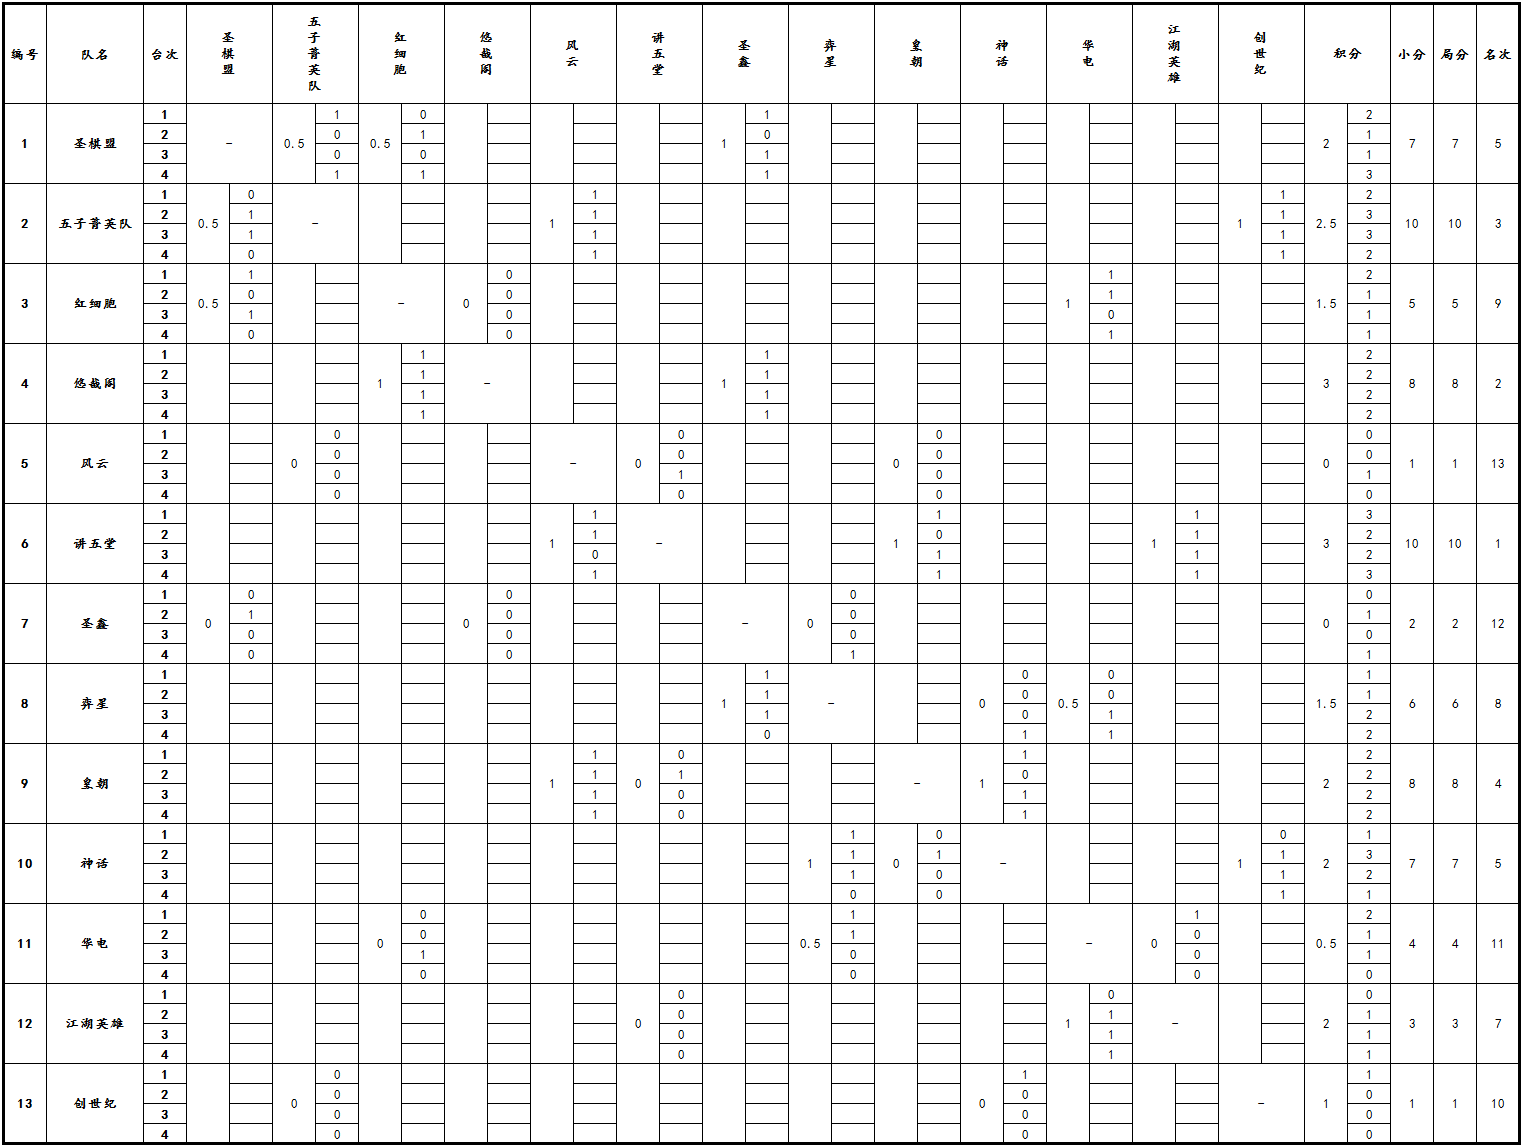 编号 队名 台次 圣棋盟 五子菁英队 红细胞 悠哉阁 风云 讲五堂 圣鑫 弈星 皇朝 神话 华电 江湖英雄 创世纪 积分 小分 局分 名次
1 1 0 1 2
2 0 1 0 1
1 圣棋盟 - 0.5 0.5 1 2 7 7 5
3 0 0 1 1
4 1 1 1 3
1 0 1 1 2
2 1 1 1 3
2 五子菁英队 0.5 - 1 1 2.5 10 10 3
3 1 1 1 3
4 0 1 1 2
1 1 0 1 2
2 0 0 1 1
3 红细胞 0.5 - 0 1 1.5 5 5 9
3 1 0 0 1
4 0 0 1 1
1 1 1 2
2 1 1 2
4 悠哉阁 1 - 1 3 8 8 2
3 1 1 2
4 1 1 2
1 0 0 0 0
2 0 0 0 0
5 风云 0 - 0 0 0 1 1 13
3 0 1 0 1
4 0 0 0 0
1 1 1 1 3
2 1 0 1 2
6 讲五堂 1 - 1 1 3 10 10 1
3 0 1 1 2
4 1 1 1 3
1 0 0 0 0
2 1 0 0 1
7 圣鑫 0 0 - 0 0 2 2 12
3 0 0 0 0
4 0 0 1 1
1 1 0 0 1
2 1 0 0 1
8 弈星 1 - 0 0.5 1.5 6 6 8
3 1 0 1 2
4 0 1 1 2
1 1 0 1 2
2 1 1 0 2
9 皇朝 1 0 - 1 2 8 8 4
3 1 0 1 2
4 1 0 1 2
1 1 0 0 1
2 1 1 1 3
10 神话 1 0 - 1 2 7 7 5
3 1 0 1 2
4 0 0 1 1
1 0 1 1 2
2 0 1 0 1
11 华电 0 0.5 - 0 0.5 4 4 11
3 1 0 0 1
4 0 0 0 0
1 0 0 0
2 0 1 1
12 江湖英雄 0 1 - 2 3 3 7
3 0 1 1
4 0 1 1
1 0 1 1
2 0 0 0
13 创世纪 0 0 - 1 1 1 10
3 0 0 0
4 0 0 0